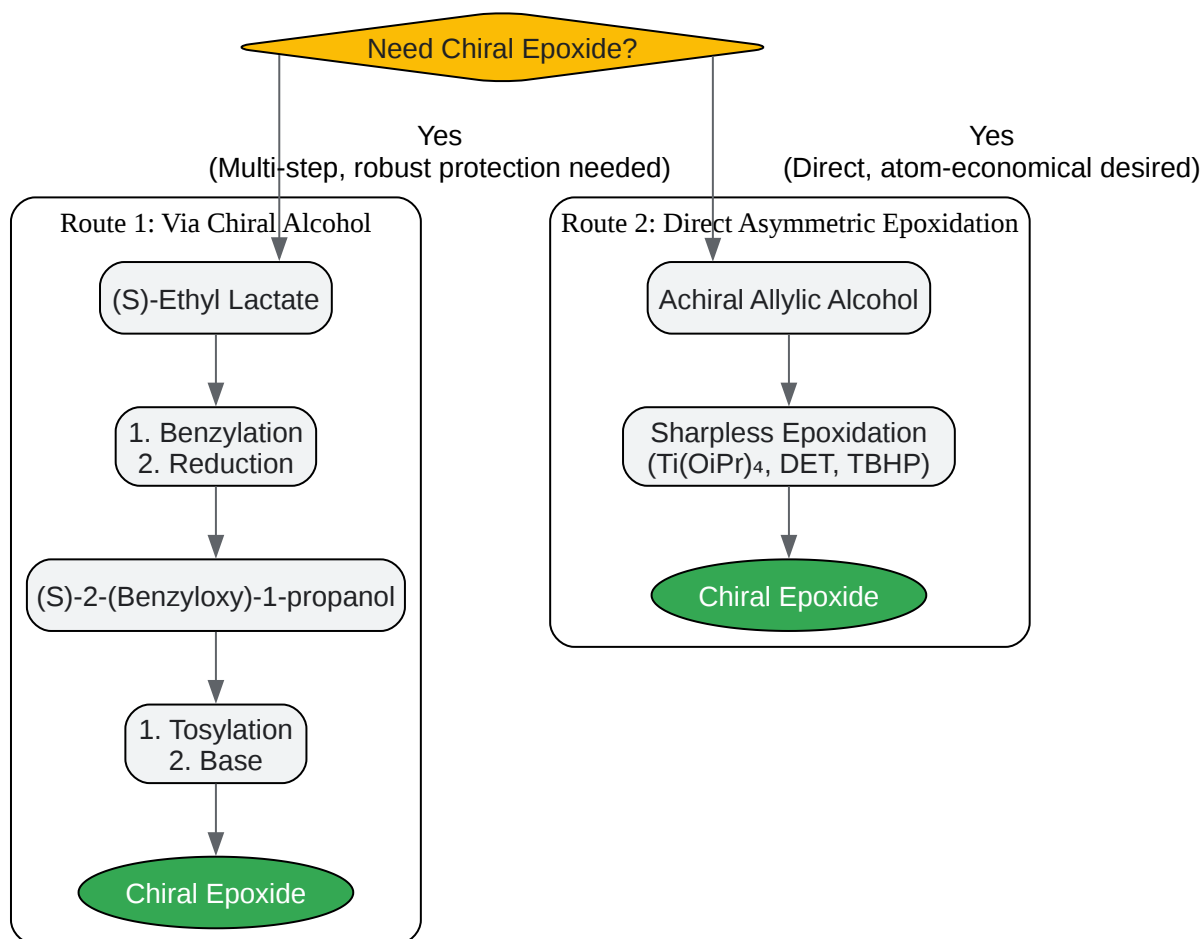 Need Chiral Epoxide?
Yes
(Multi-step, robust protection needed)
Yes
(Direct, atom-economical desired)
Route 1: Via Chiral Alcohol
(S)-Ethyl Lactate
1. Benzylation
2. Reduction
(S)-2-(Benzyloxy)-1-propanol
1. Tosylation
2. Base
Chiral Epoxide
Route 2: Direct Asymmetric Epoxidation
Achiral Allylic Alcohol
Sharpless Epoxidation
(Ti(OiPr)₄, DET, TBHP)
Chiral Epoxide